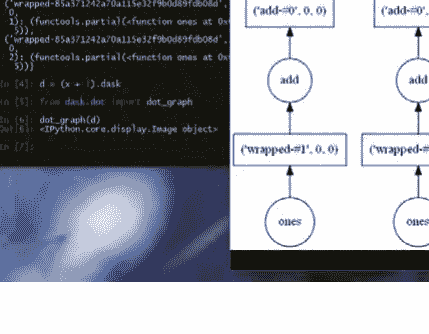 ('wrapped-85a371242a70a115e32f9b0d89fdb08d',
0,
1): (functools.partial(<function ones at 0x
5)),
('wrapped-85a371242a70a115e32f9b0d89fdb08d',
0,
2): (functools.partial(<function ones at 0x
5))}
In [4]: d = (x + 1).dask
In [5]: from dask.dot import dot_graph
In [6]: dot_graph(d)
Out[6]: <IPython.core.display.Image object>
In [7]:
('add-#0', 0, 0)
('add-#0',
add
add
('wrapped-#1', 0, 0)
('wrapped-#
ones
ones